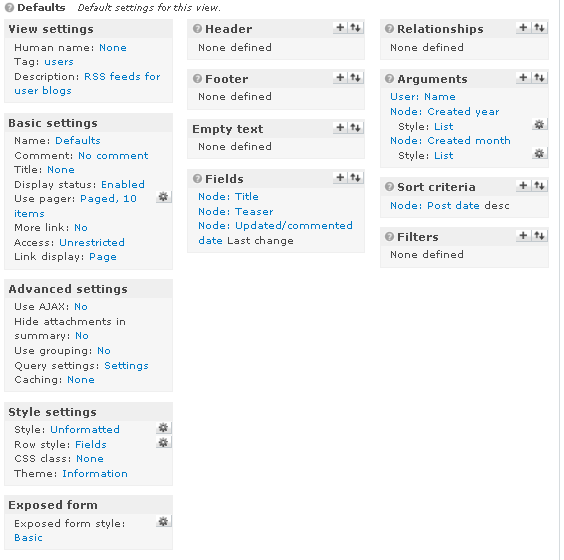 Defaults Default settings for this view.
View settings
Human name: None
Tag: users
Description: RSS feeds for
user blogs
Basic settings
Name: Defaults
Comment: No comment
Title: None
Display status: Enabled
Use pager: Paged, 10
items
More link: No
Access: Unrestricted
Link display: Page
Advanced settings
Use AJAX: No
Hide attachments in
summary: No
Use grouping: No
Query settings: Settings
Caching: None
Style settings
Style: Unformatted
Row style: Fields
CSS class: None
Theme: Information
Exposed form
Exposed form style:
Basic
Header
None defined
Footer
None defined
Empty text
None defined
Fields
Node: Title
Node: Teaser
Node: Updated/commented
date Last change
Relationships
None defined
Arguments
User: Name
Node: Created year
Style: List
Node: Created month
Style: List
Sort criteria
Node: Post date desc
Filters
None defined